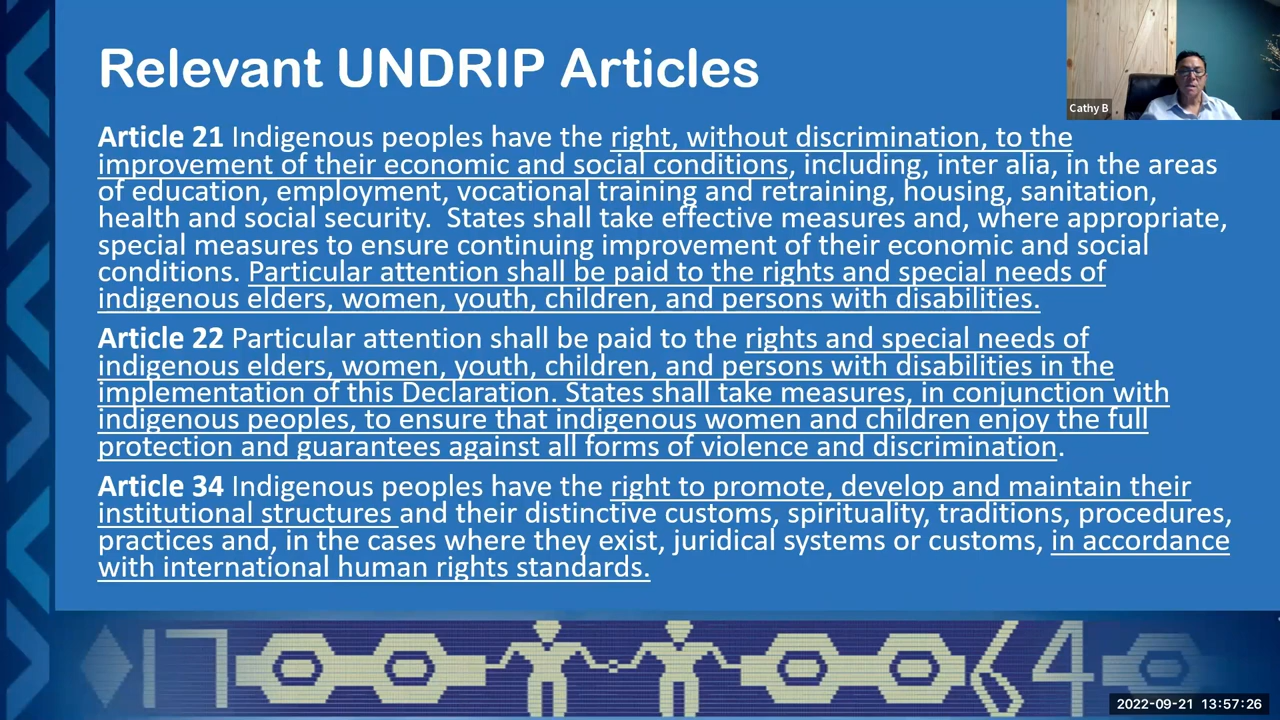 Relevant UNDRIP Articles
Cathy B
Article 21 Indigenous peoples have the right, without discrimination, to the
improvement of their economic and social conditions, including, inter alia, in the areas
of education, employment, vocational training and retraining, housing, sanitation,
health and social security.  States shall take effective measures and, where appropriate,
special measures to ensure continuing improvement of their economic and social
conditions. Particular attention shall be paid to the rights and special needs of
indigenous elders, women, youth, children, and persons with disabilities.
Article 22 Particular attention shall be paid to the rights and special needs of
indigenous elders, women, youth, children, and persons with disabilities in the
implementation of this Declaration. States shall take measures, in conjunction with
indigenous peoples, to ensure that indigenous women and children enjoy the full
protection and guarantees against all forms of violence and discrimination.
Article 34 Indigenous peoples have the right to promote, develop and maintain their
institutional structures and their distinctive customs, spirituality, traditions, procedures,
practices and, in the cases where they exist, juridical systems or customs, in accordance
with international human rights standards.
17 64
2022-09-21 13:57:26